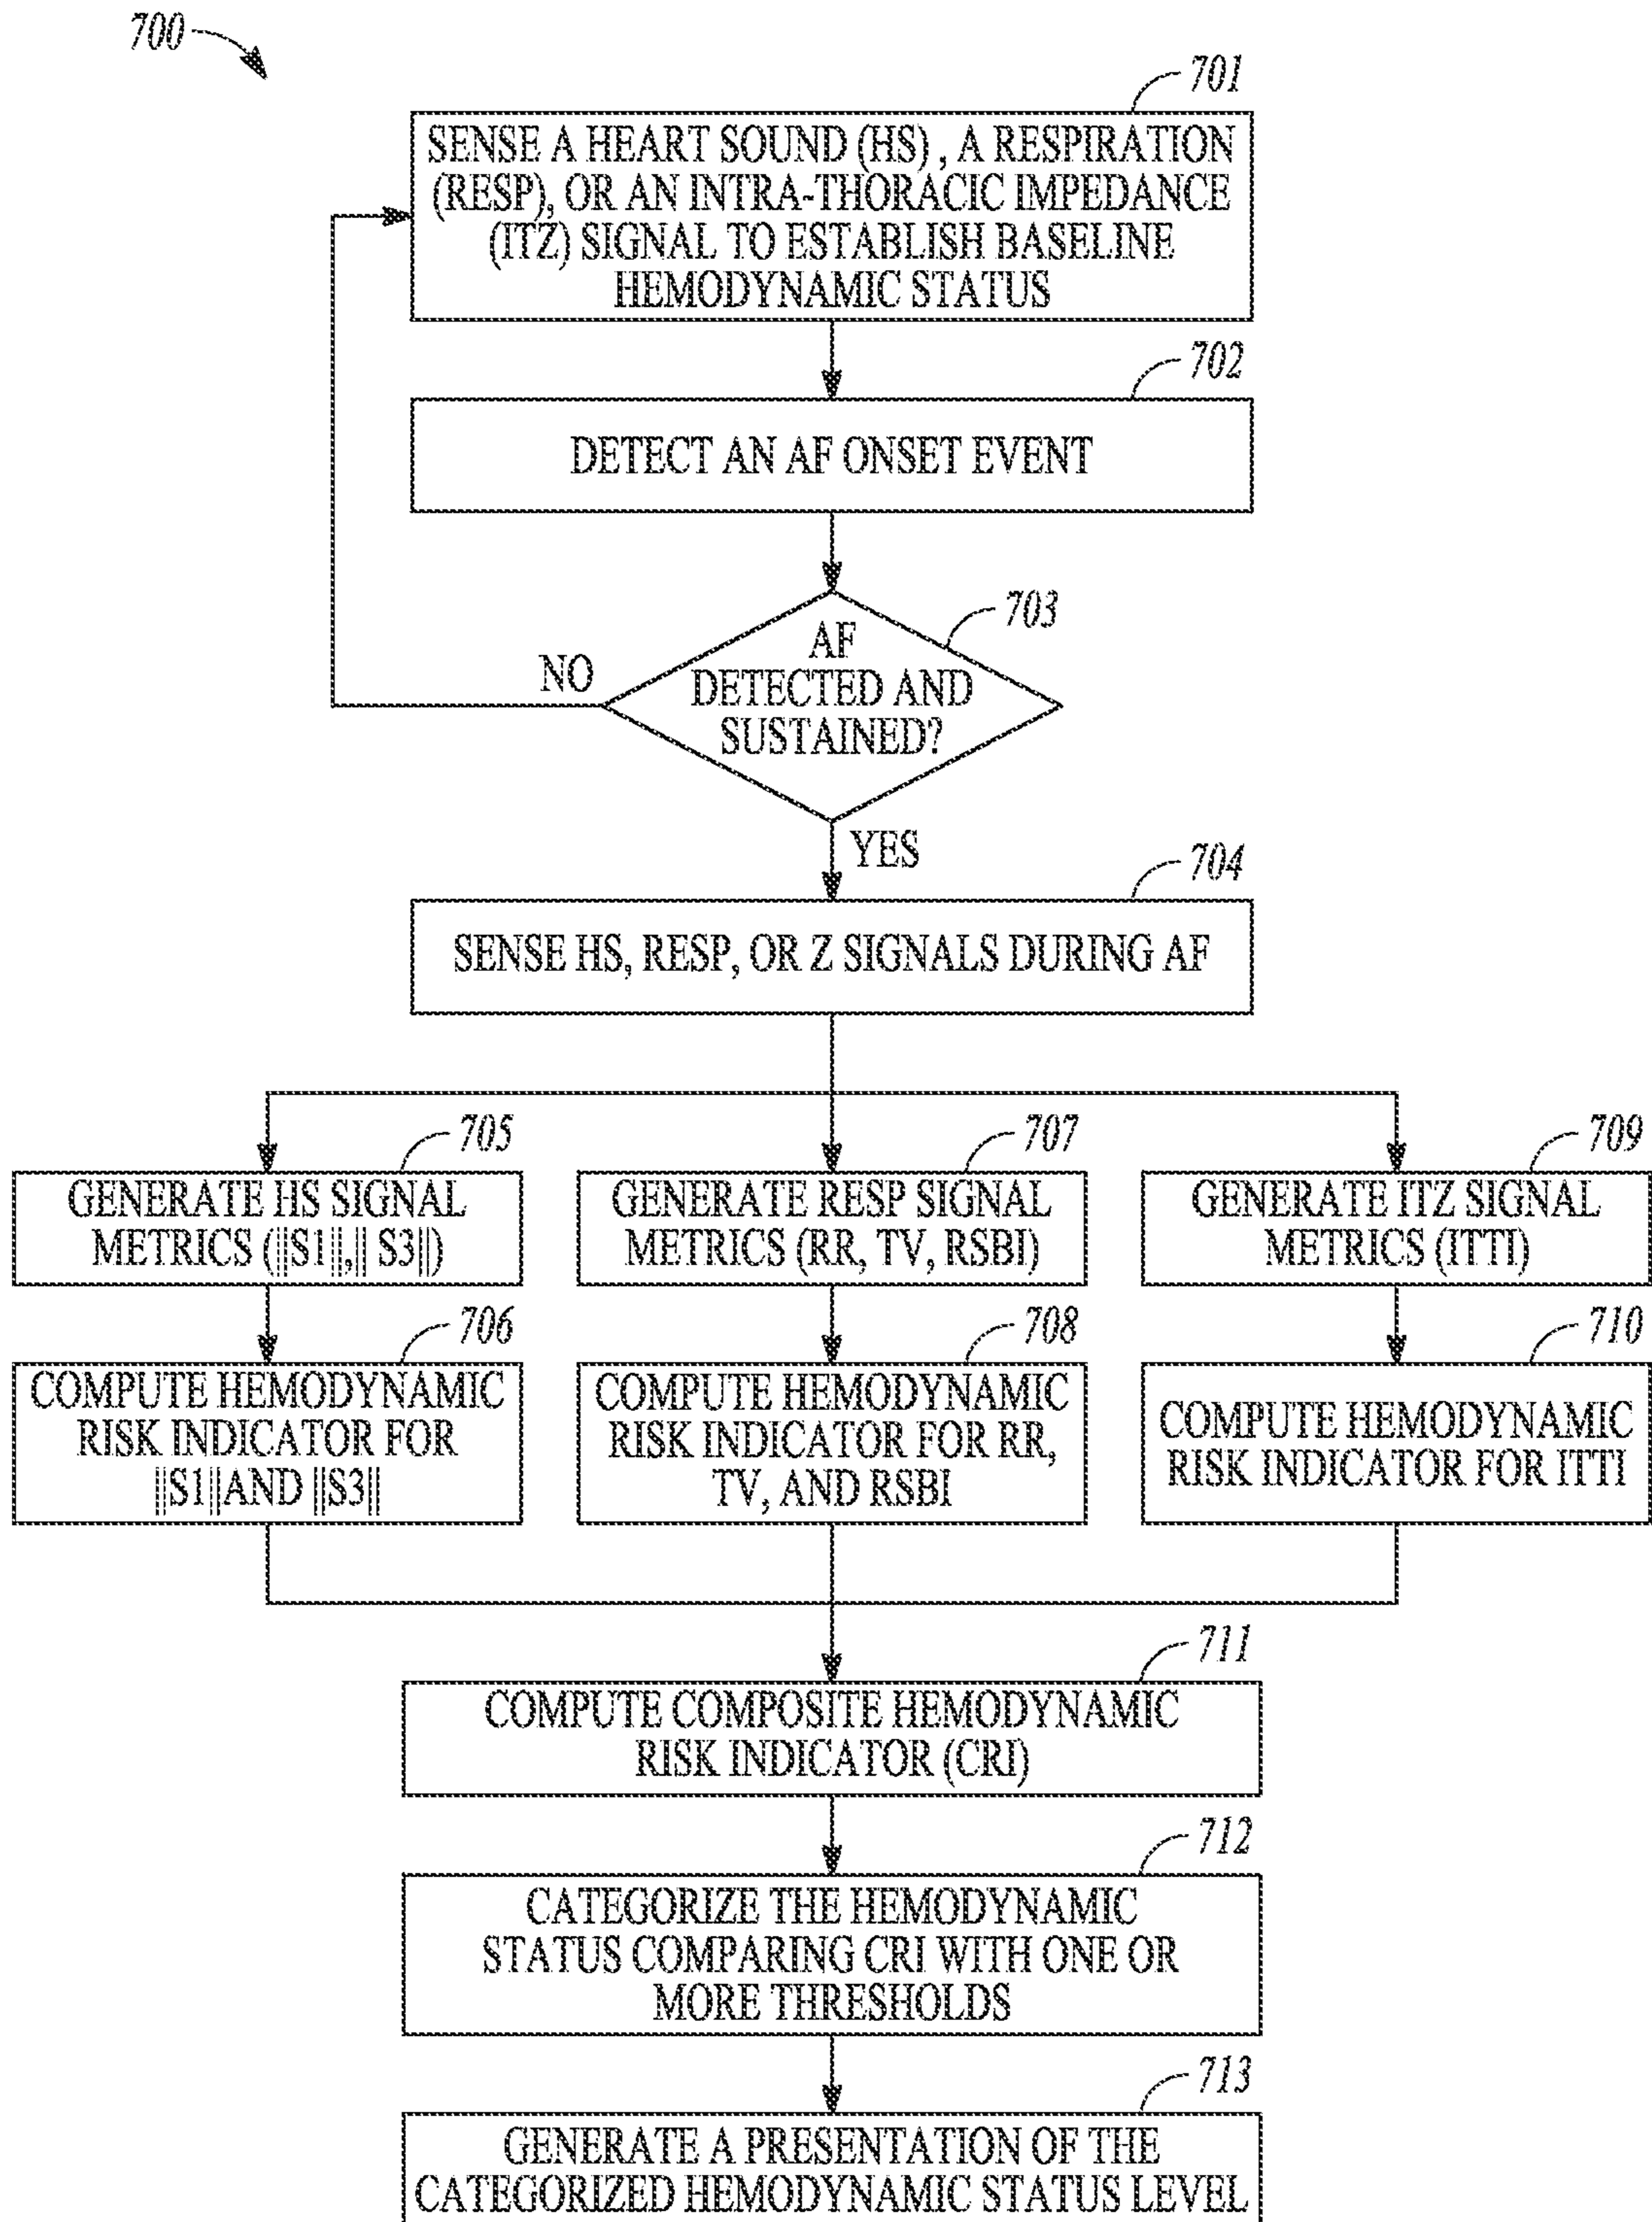 700
701
SENSE A HEART SOUND (HS) , A RESPIRATION
(RESP), OR AN INTRA-THORACIC IMPEDANCE
(ITZ) SIGNAL TO ESTABLISH BASELINE
HEMODYNAMIC STATUS
702
DETECT AN AF ONSET EVENT
703
AF
DETECTED AND
SUSTAINED?
NO
YES
704
SENSE HS, RESP, OR Z SIGNALS DURING AF
705
GENERATE HS SIGNAL
METRICS (||S1||,|| S3||)
706
COMPUTE HEMODYNAMIC
RISK INDICATOR FOR
||S1||AND ||S3||
707
GENERATE RESP SIGNAL
METRICS (RR, TV, RSBI)
708
COMPUTE HEMODYNAMIC
RISK INDICATOR FOR RR,
TV, AND RSBI
709
GENERATE ITZ SIGNAL
METRICS (ITTI)
710
COMPUTE HEMODYNAMIC
RISK INDICATOR FOR ITTI
711
COMPUTE COMPOSITE HEMODYNAMIC
RISK INDICATOR (CRI)
712
CATEGORIZE THE HEMODYNAMIC
STATUS COMPARING CRI WITH ONE OR
MORE THRESHOLDS
713
GENERATE A PRESENTATION OF THE
CATEGORIZED HEMODYNAMIC STATUS LEVEL